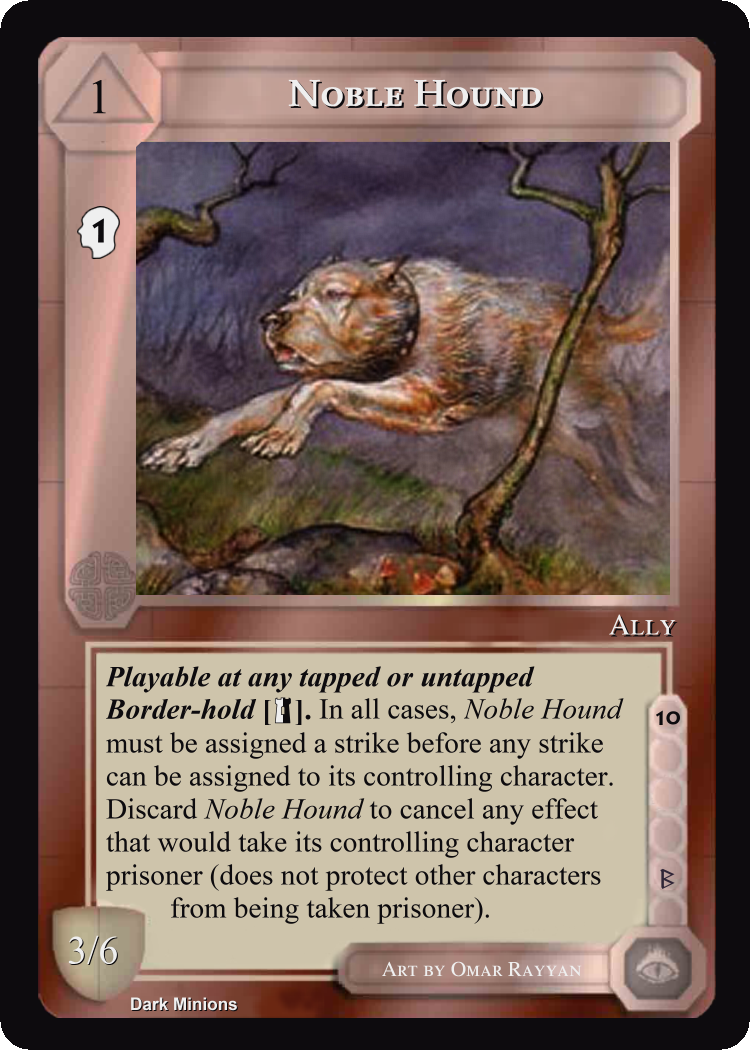 1
NOBLE HOUND
1
ALLY
Playable at any tapped or untapped
Border-hold [ ]. In all cases, Noble Hound
must be assigned a strike before any strike
can be assigned to its controlling character.
Discard Noble Hound to cancel any effect
that would take its controlling character
prisoner (does not protect other characters
from being taken prisoner).
10
B
3/6
ART BY OMAR RAYYAN
Dark Minions